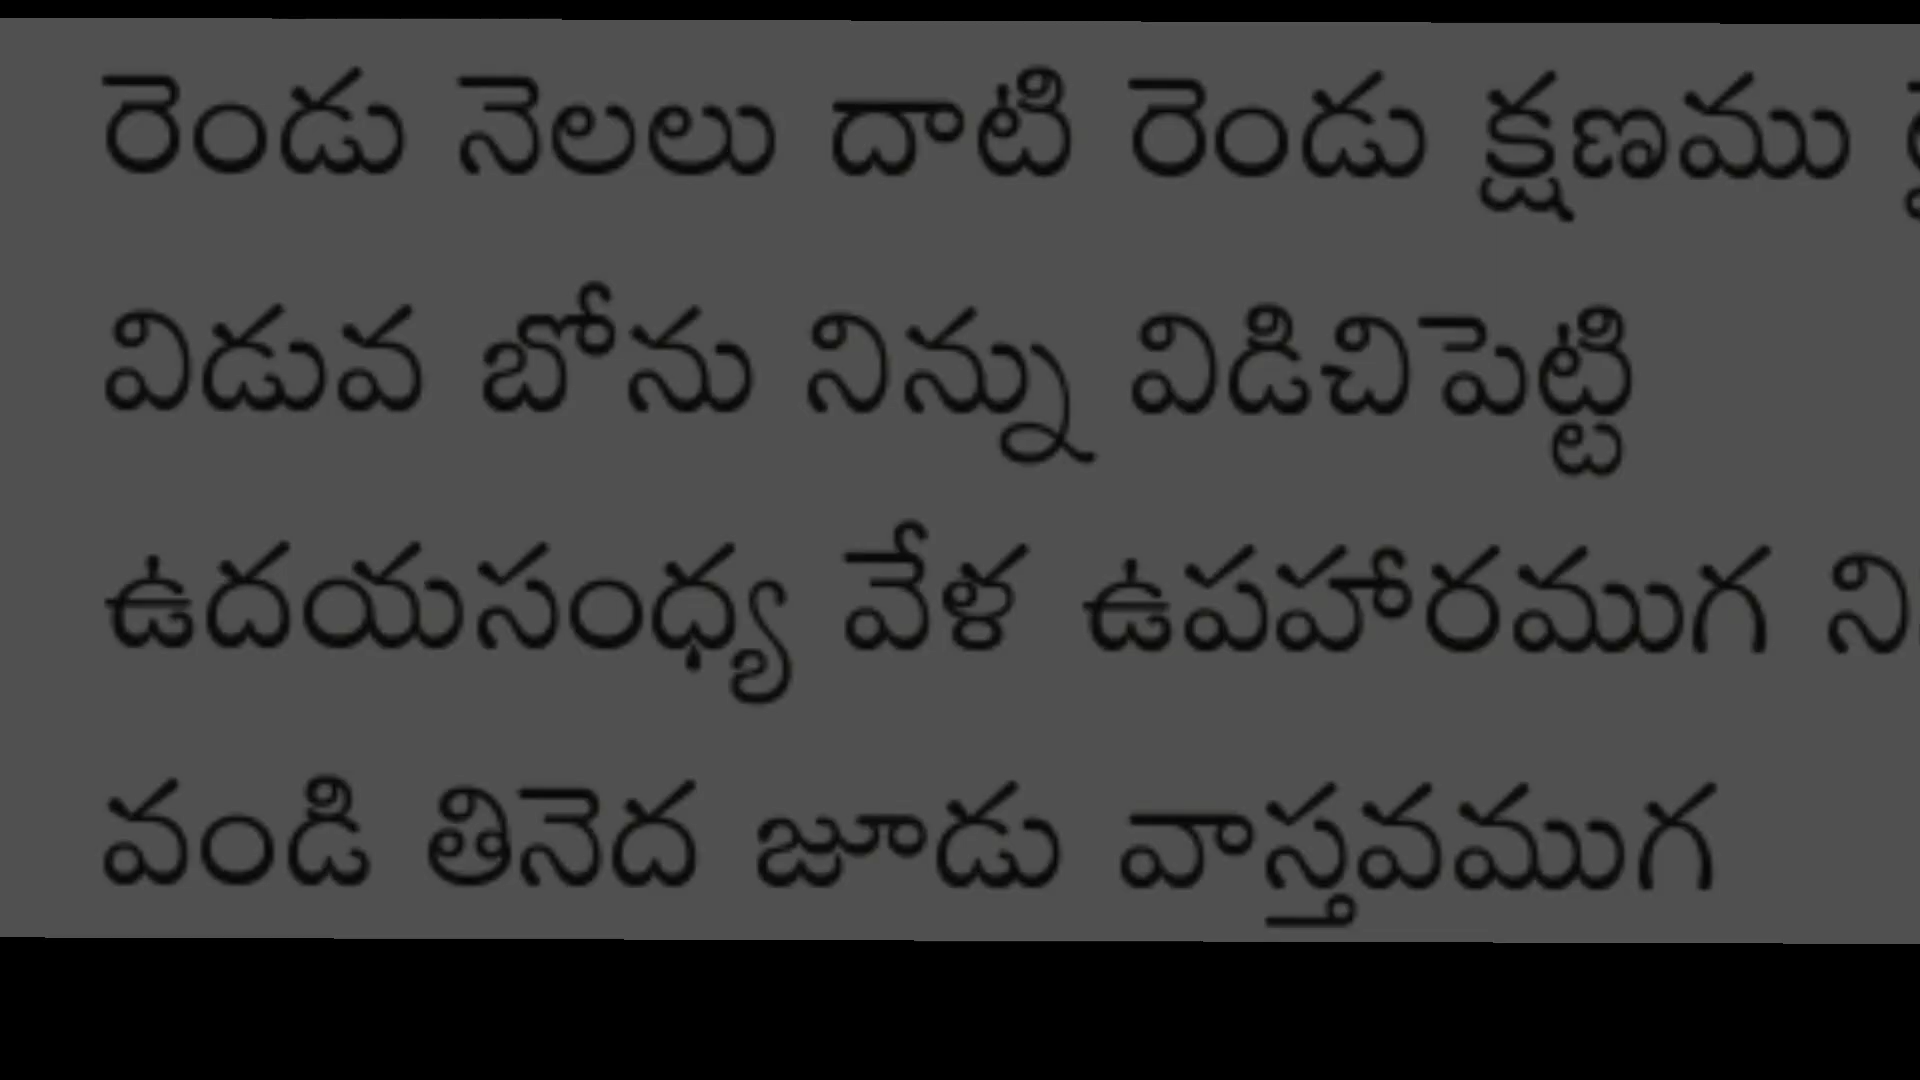 రెండు నెలలు దాటి రెండు క్షణము
విడువ బోను నిన్ను విడిచిపెట్టి
ఉదయసంధ్య వేళ ఉపహారముగ ని
వండి తినెద జూడు వాస్తవముగ